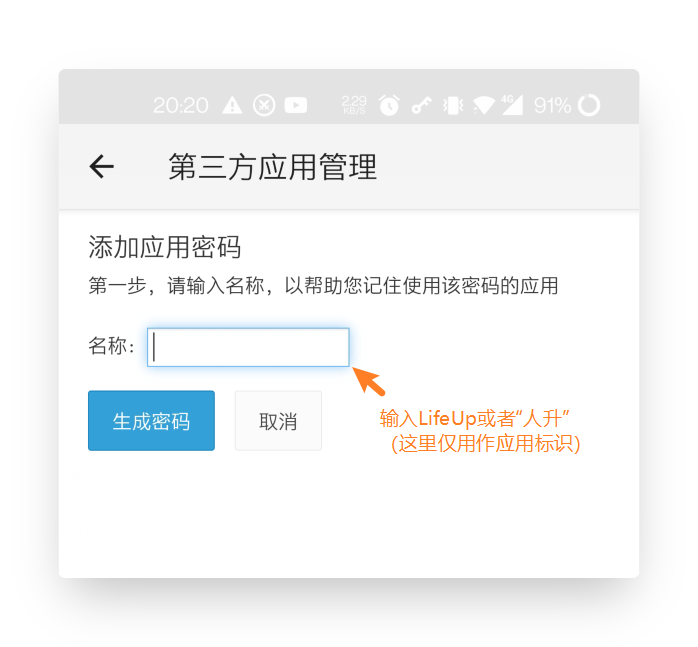 20:20 2.29 KB/S 4G 91%
第三方应用管理
添加应用密码
第一步，请输入名称，以帮助您记住使用该密码的应用
名称：
生成密码 取消
输入LifeUp或者“人升”
（这里仅用作应用标识）